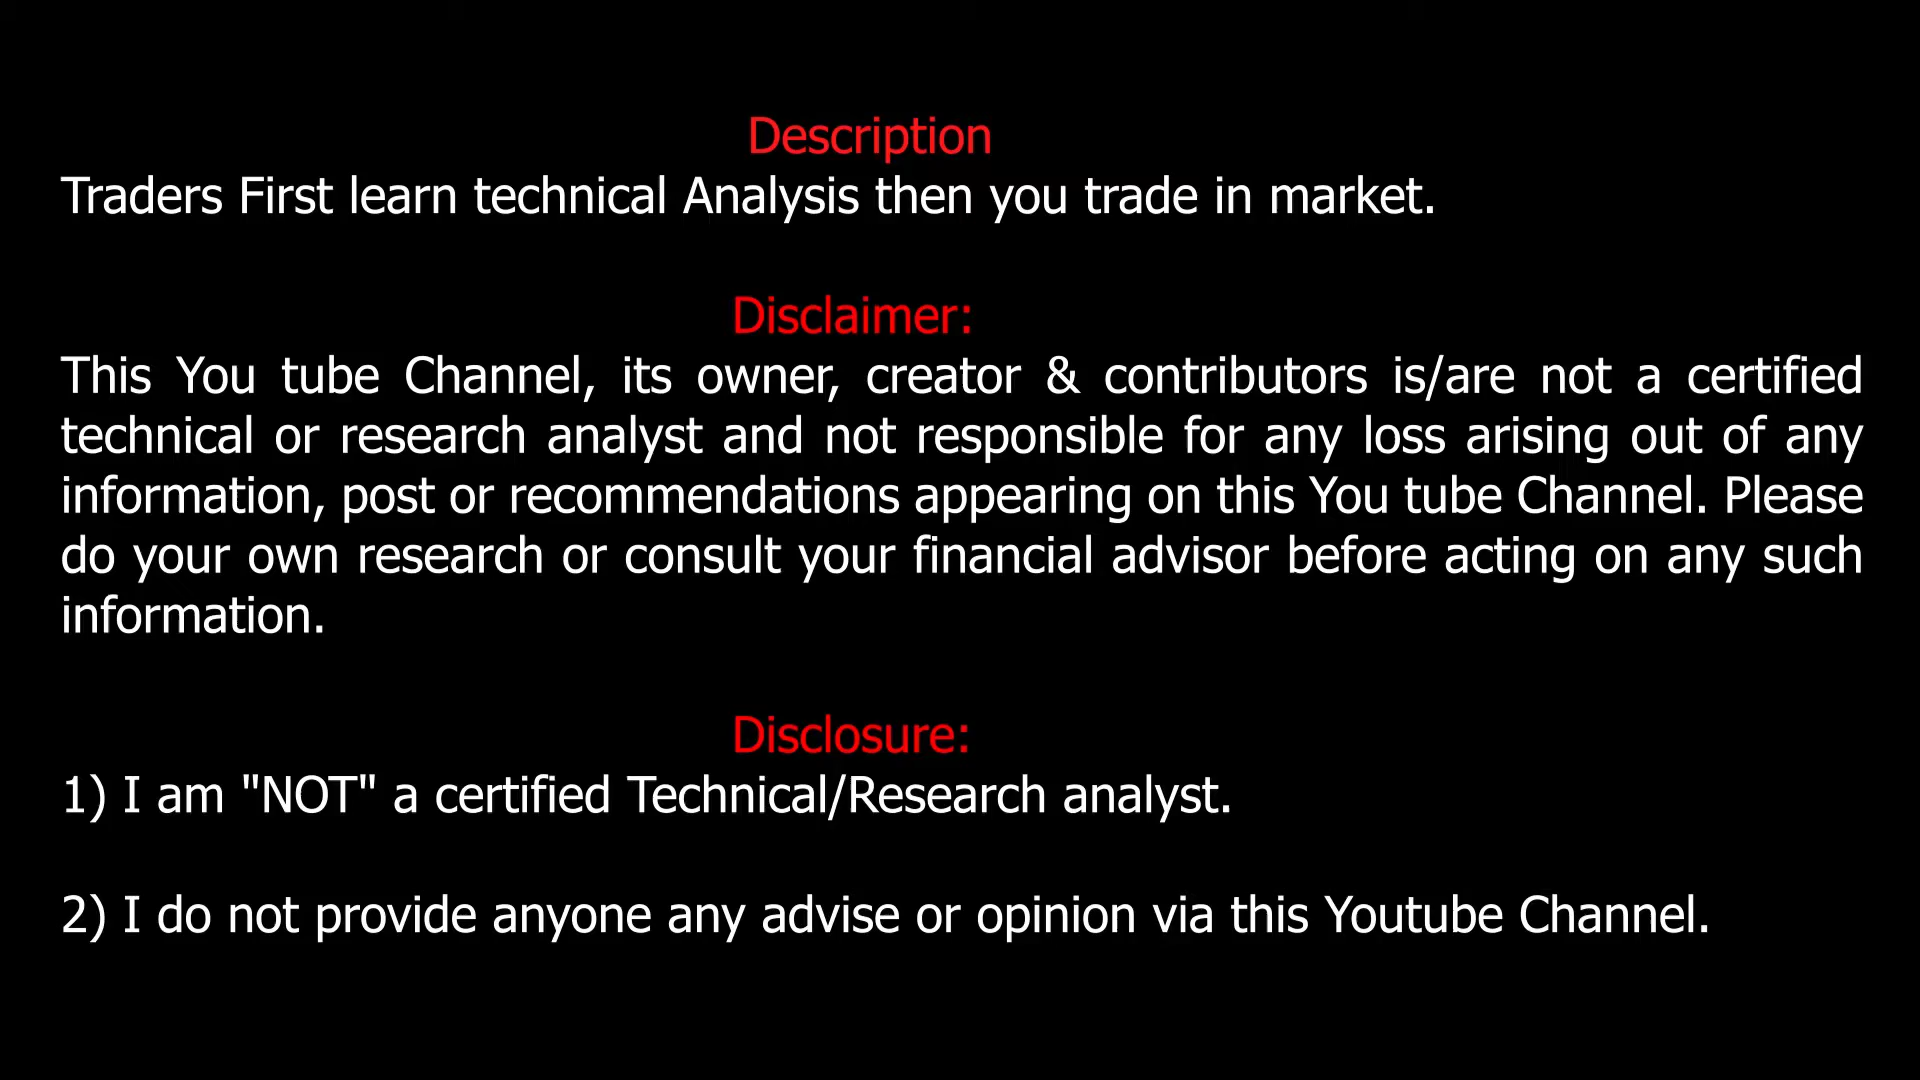 Description
Traders First learn technical Analysis then you trade in market.
Disclaimer:
This You tube Channel, its owner, creator & contributors is/are not a certified
technical or research analyst and not responsible for any loss arising out of any
information, post or recommendations appearing on this You tube Channel. Please
do your own research or consult your financial advisor before acting on any such
information.
Disclosure:
1) I am "NOT" a certified Technical/Research analyst.
2) I do not provide anyone any advise or opinion via this Youtube Channel.